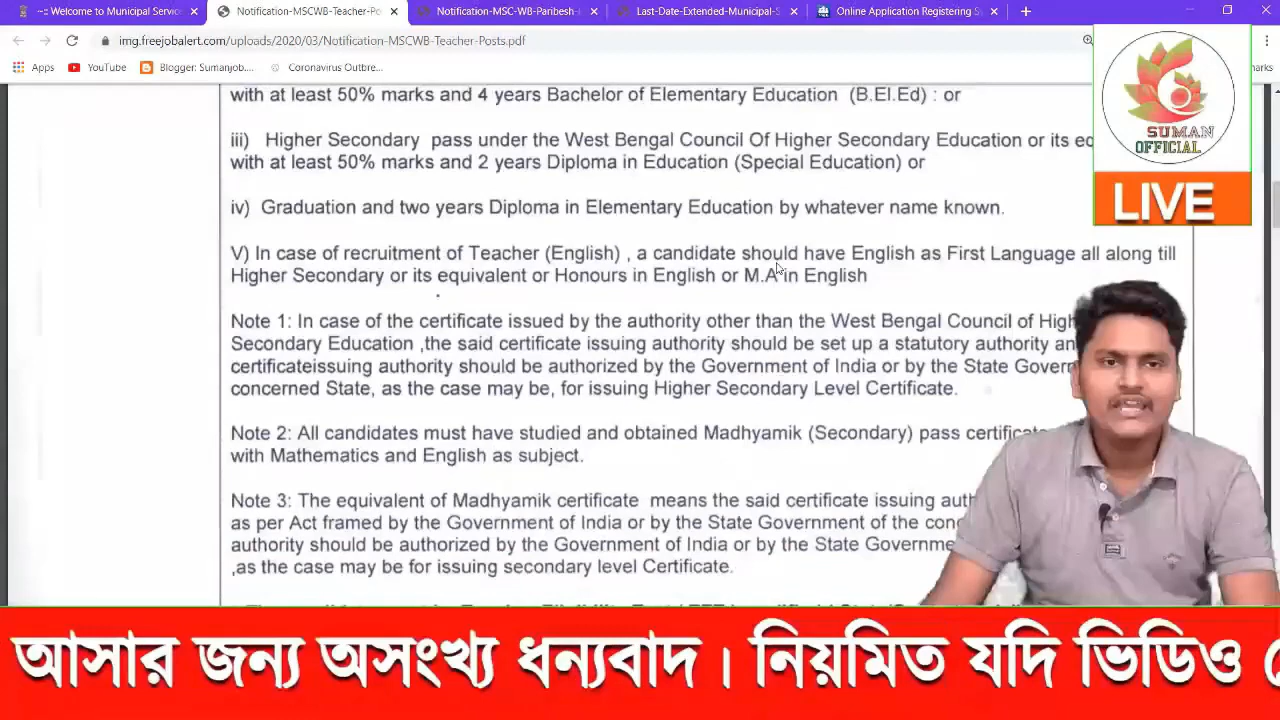 -:: Welcome to Municipal Servic
Notification-MSCWB-Teacher-Po
Notification-MSC-WB-Paribesh-
Last-Date-Extended-Municipal-S
Online Application Registering S
img.freejobalert.com/uploads/2020/03/Notification-MSCWB-Teacher-Posts.pdf
Apps YouTube Blogger: Sumanjob.... Coronavirus Outbre... marks
with at least 50% marks and 4 years Bachelor of Elementary Education (B.El.Ed) : or
iii) Higher Secondary pass under the West Bengal Council Of Higher Secondary Education or its eq
with at least 50% marks and 2 years Diploma in Education (Special Education) or
iv) Graduation and two years Diploma in Elementary Education by whatever name known.
V) In case of recruitment of Teacher (English) , a candidate should have English as First Language all along till
Higher Secondary or its equivalent or Honours in English or M.A in English
Note 1: In case of the certificate issued by the authority other than the West Bengal Council of High
Secondary Education ,the said certificate issuing authority should be set up a statutory authority an
certificateissuing authority should be authorized by the Government of India or by the State Govern
concerned State, as the case may be, for issuing Higher Secondary Level Certificate.
Note 2: All candidates must have studied and obtained Madhyamik (Secondary) pass certifica
with Mathematics and English as subject.
Note 3: The equivalent of Madhyamik certificate means the said certificate issuing auth
as per Act framed by the Government of India or by the State Government of the conc
authority should be authorized by the Government of India or by the State Governme
,as the case may be for issuing secondary level Certificate.
SUMAN
OFFICIAL
LIVE
আসার জন্য অসংখ্য ধন্যবাদ । নিয়মিত যদি ভিডিও